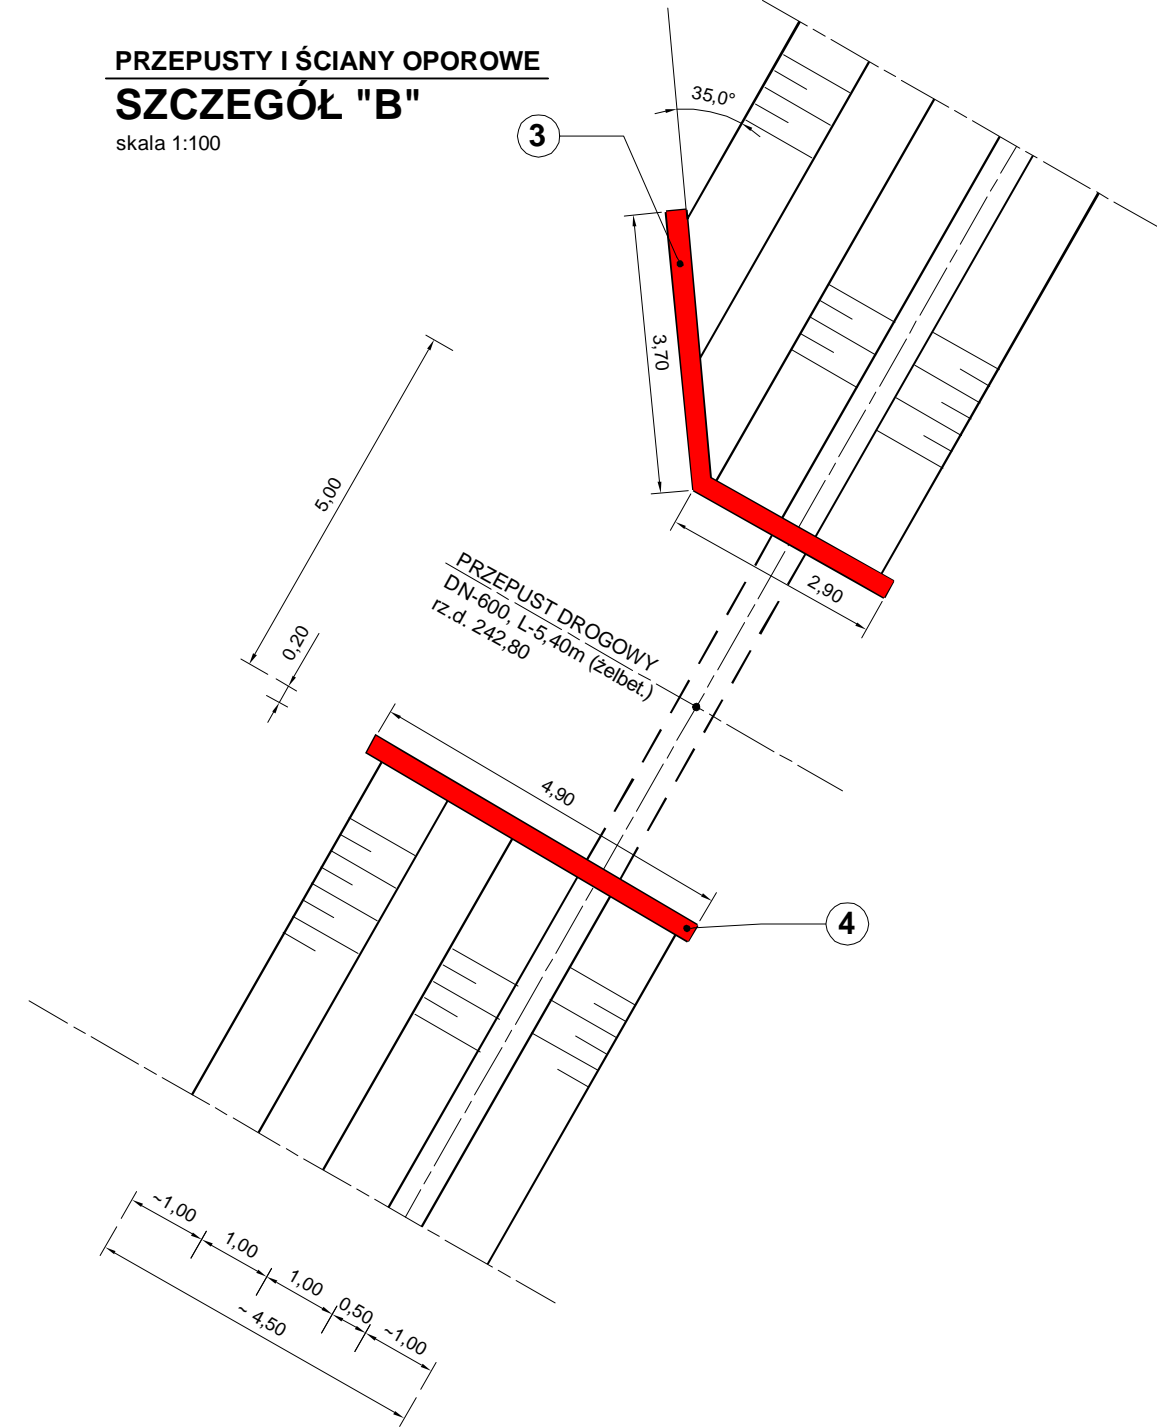 PRZEPUSTY I ŚCIANY OPOROWE
SZCZEGÓŁ "B"
skala 1:100
35,0°
3
3,70
5,00
2,90
PRZEPUST DROGOWY
DN-600, L-5,40m (żelbet.)
rz.d. 242,80
0,20
4,90
4
~1,00
1,00
1,00
0,50
~1,00
~ 4,50